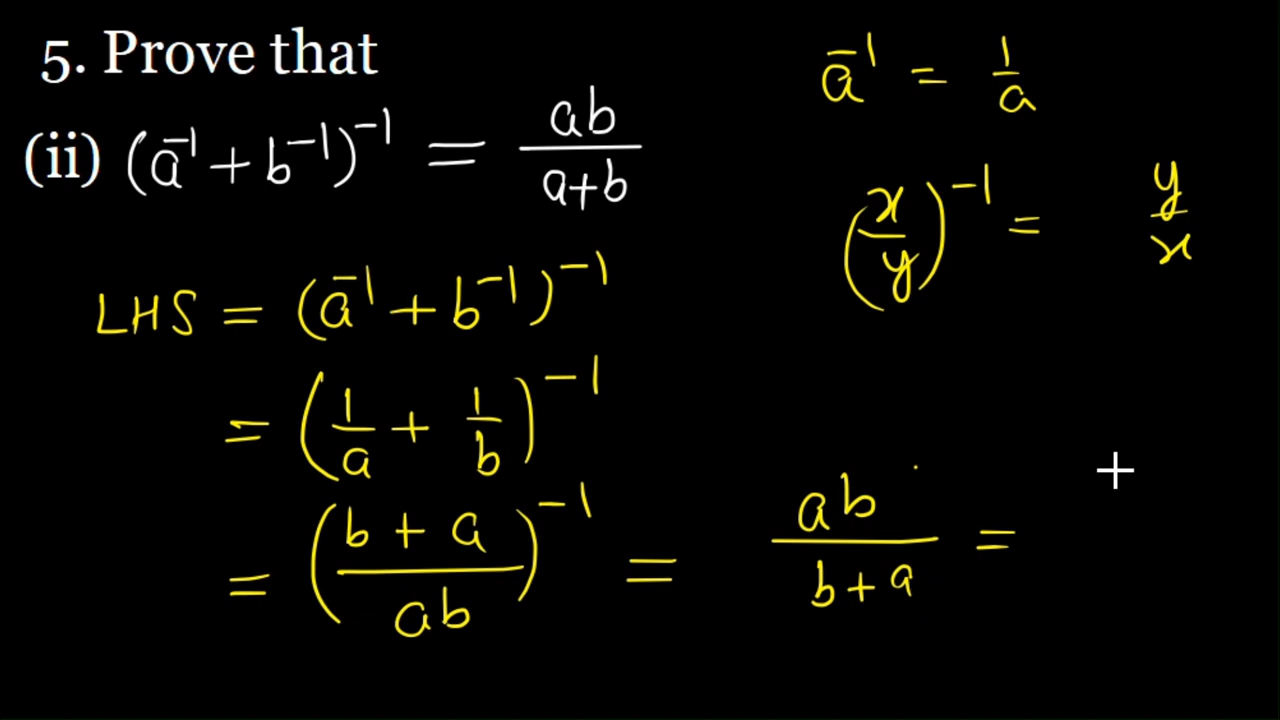 5. Prove that
(ii) (a⁻¹ + b⁻¹)⁻¹ = ab/(a+b)
LHS = (a⁻¹ + b⁻¹)⁻¹
= (1/a + 1/b)⁻¹
= ((b + a)/ab)⁻¹ = ab/(b+a) =
a⁻¹ = 1/a
(x/y)⁻¹ = y/x